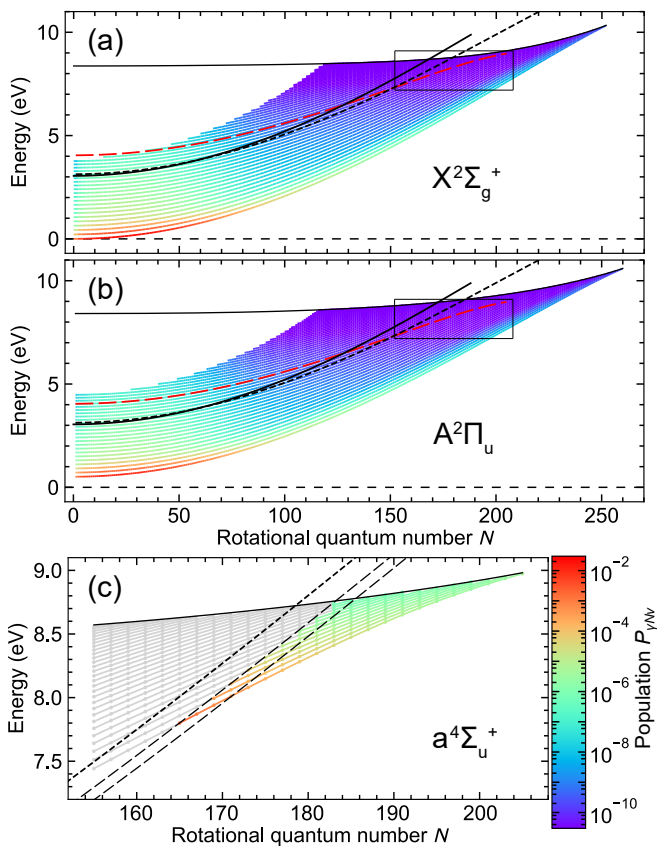 (a)
10
5
0
Energy (eV)
X²Σg⁺
(b)
10
5
0
Energy (eV)
A²Πu
0 50 100 150 200 250
Rotational quantum number N
(c)
9.0
8.5
8.0
7.5
Energy (eV)
a⁴Σu⁺
160 170 180 190 200
Rotational quantum number N
10⁻²
10⁻⁴
10⁻⁶
10⁻⁸
10⁻¹⁰
Population PγNv